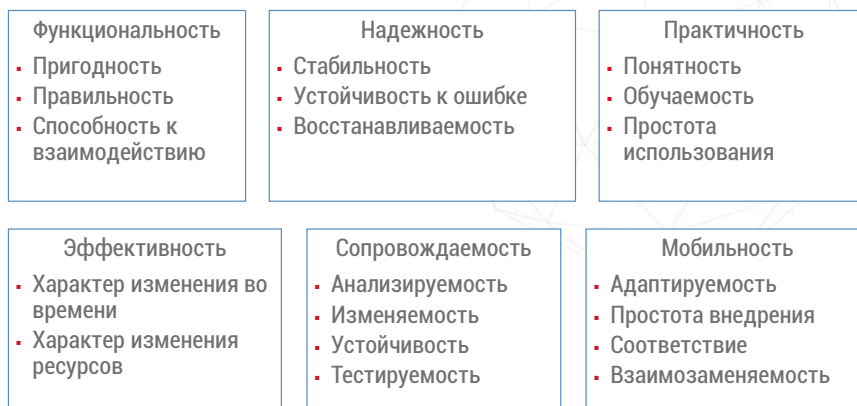 Функциональность
▪ Пригодность
▪ Правильность
▪ Способность к
взаимодействию
Надежность
▪ Стабильность
▪ Устойчивость к ошибке
▪ Восстанавливаемость
Практичность
▪ Понятность
▪ Обучаемость
▪ Простота
использования
Эффективность
▪ Характер изменения во
времени
▪ Характер изменения
ресурсов
Сопровождаемость
▪ Анализируемость
▪ Изменяемость
▪ Устойчивость
▪ Тестируемость
Мобильность
▪ Адаптируемость
▪ Простота внедрения
▪ Соответствие
▪ Взаимозаменяемость